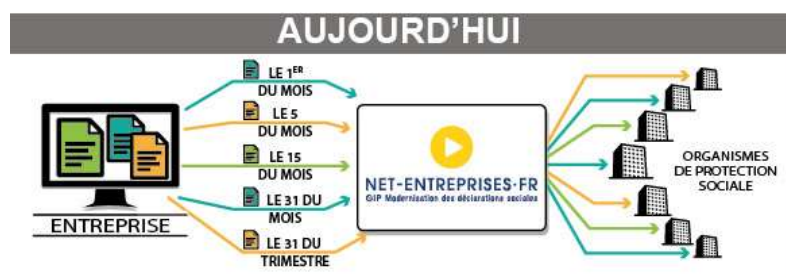 AUJOURD'HUI
LE 1ER
DU MOIS
LE 5
DU MOIS
LE 15
DU MOIS
LE 31 DU
MOIS
LE 31 DU
TRIMESTRE
ENTREPRISE
NET-ENTREPRISES·FR
GIP Modernisation des déclarations sociales
ORGANISMES
DE PROTECTION
SOCIALE